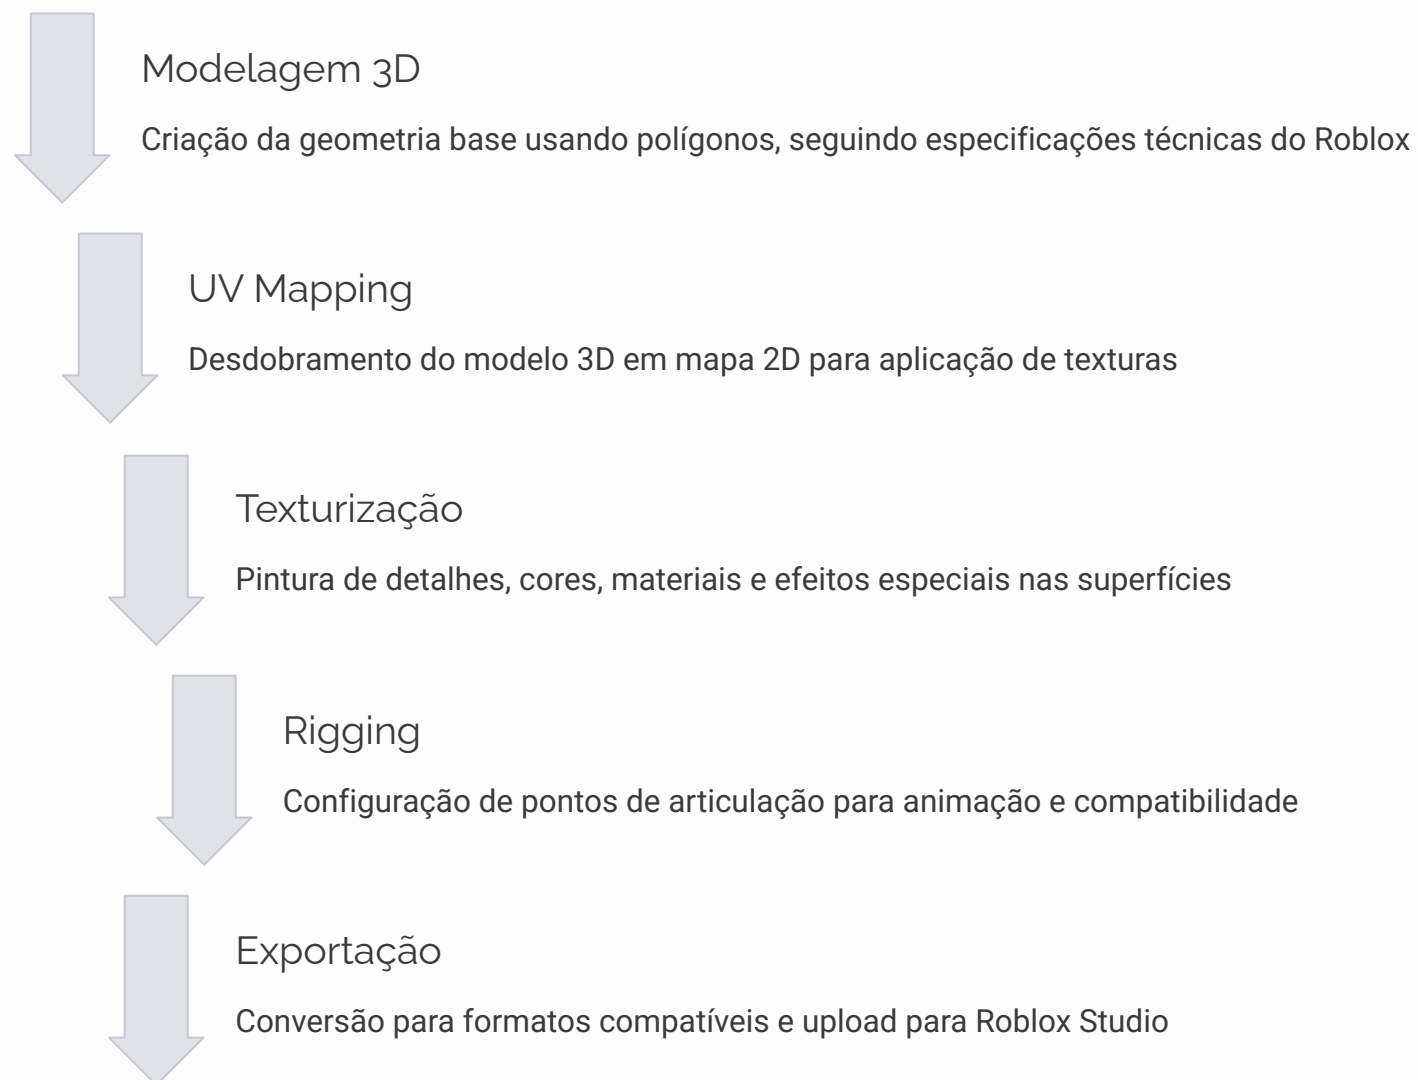 Modelagem 3D
Criação da geometria base usando polígonos, seguindo especificações técnicas do Roblox
UV Mapping
Desdobramento do modelo 3D em mapa 2D para aplicação de texturas
Texturização
Pintura de detalhes, cores, materiais e efeitos especiais nas superfícies
Rigging
Configuração de pontos de articulação para animação e compatibilidade
Exportação
Conversão para formatos compatíveis e upload para Roblox Studio